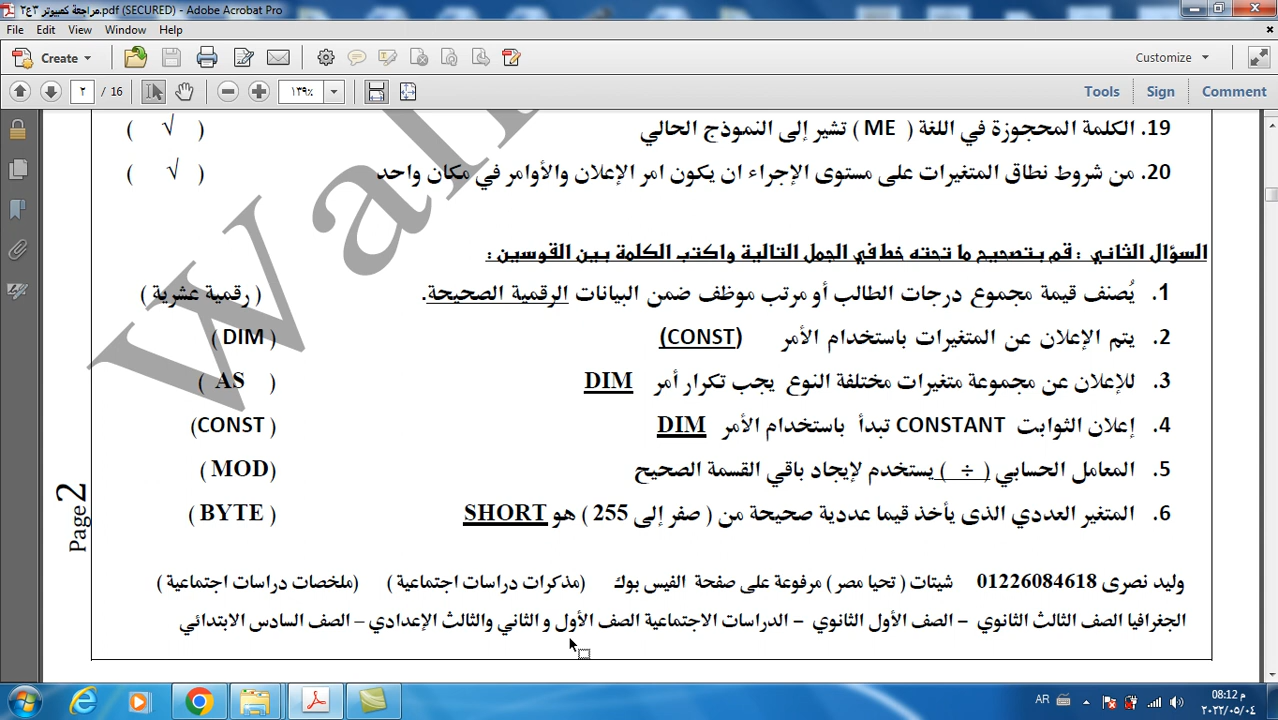 مراجعة كمبيوتر ٣ع٢.pdf (SECURED) - Adobe Acrobat Pro
File Edit View Window Help
Create Customize
٢ / 16 ١٣٩% Tools Sign Comment
19. الكلمة المحجوزة في اللغة ( ME ) تشير إلى النموذج الحالي ( √ )
20. من شروط نطاق المتغيرات على مستوى الإجراء ان يكون امر الإعلان والأوامر في مكان واحد ( √ )
السؤال الثاني : قم بتصحيح ما تحته خط في الجمل التالية واكتب الكلمة بين القوسين :
1. يُصنف قيمة مجموع درجات الطالب أو مرتب موظف ضمن البيانات الرقمية الصحيحة. ( رقمية عشرية )
2. يتم الإعلان عن المتغيرات باستخدام الأمر (CONST) ( DIM )
3. للإعلان عن مجموعة متغيرات مختلفة النوع يجب تكرار أمر DIM ( AS )
4. إعلان الثوابت CONSTANT تبدأ باستخدام الأمر DIM ( CONST )
5. المعامل الحسابي ( ÷ ) يستخدم لإيجاد باقي القسمة الصحيح ( MOD )
6. المتغير العددي الذى يأخذ قيما عددية صحيحة من ( صفر إلى 255 ) هو SHORT ( BYTE )
Page 2
وليد نصرى 01226084618 شيتات ( تحيا مصر ) مرفوعة على صفحة الفيس بوك (مذكرات دراسات اجتماعية ) (ملخصات دراسات اجتماعية )
الجغرافيا الصف الثالث الثانوي – الصف الأول الثانوي – الدراسات الاجتماعية الصف الأول و الثاني والثالث الإعدادي – الصف السادس الابتدائي
AR 08:12 م
٢٠٢٢/٠٥/٠٤